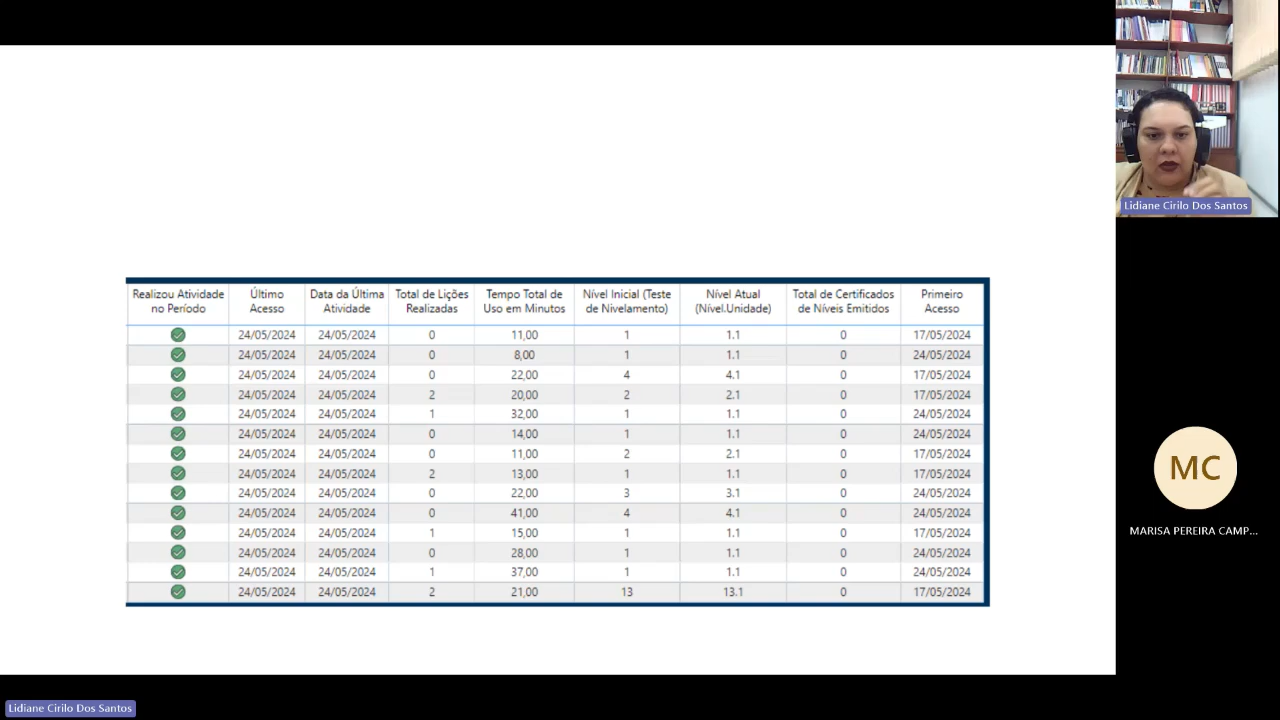 Lidiane Cirilo Dos Santos
Realizou Atividade no Período Último Acesso Data da Última Atividade Total de Lições Realizadas Tempo Total de Uso em Minutos Nível Inicial (Teste de Nivelamento) Nível Atual (Nível.Unidade) Total de Certificados de Níveis Emitidos Primeiro Acesso
24/05/2024 24/05/2024 0 11,00 1 1.1 0 17/05/2024
24/05/2024 24/05/2024 0 8,00 1 1.1 0 24/05/2024
24/05/2024 24/05/2024 0 22,00 4 4.1 0 17/05/2024
24/05/2024 24/05/2024 2 20,00 2 2.1 0 17/05/2024
24/05/2024 24/05/2024 1 32,00 1 1.1 0 24/05/2024
24/05/2024 24/05/2024 0 14,00 1 1.1 0 24/05/2024
24/05/2024 24/05/2024 0 11,00 2 2.1 0 17/05/2024
24/05/2024 24/05/2024 2 13,00 1 1.1 0 17/05/2024
24/05/2024 24/05/2024 0 22,00 3 3.1 0 24/05/2024
24/05/2024 24/05/2024 0 41,00 4 4.1 0 24/05/2024
24/05/2024 24/05/2024 1 15,00 1 1.1 0 17/05/2024
24/05/2024 24/05/2024 0 28,00 1 1.1 0 24/05/2024
24/05/2024 24/05/2024 1 37,00 1 1.1 0 24/05/2024
24/05/2024 24/05/2024 2 21,00 13 13.1 0 17/05/2024
MC
MARISA PEREIRA CAMP...
Lidiane Cirilo Dos Santos